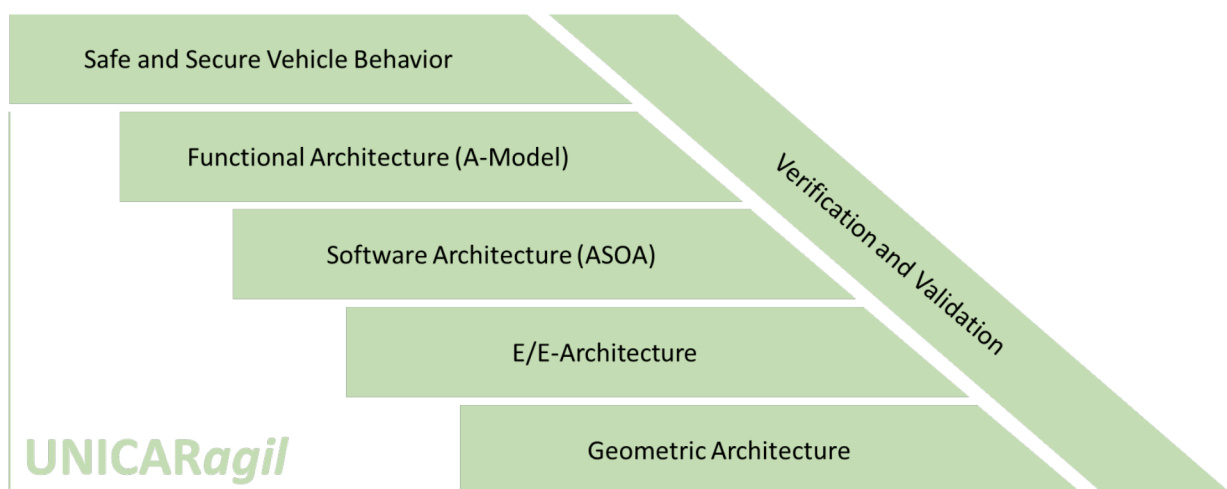 Safe and Secure Vehicle Behavior
Functional Architecture (A-Model)
Software Architecture (ASOA)
E/E-Architecture
Geometric Architecture
Verification and Validation
UNICARagil